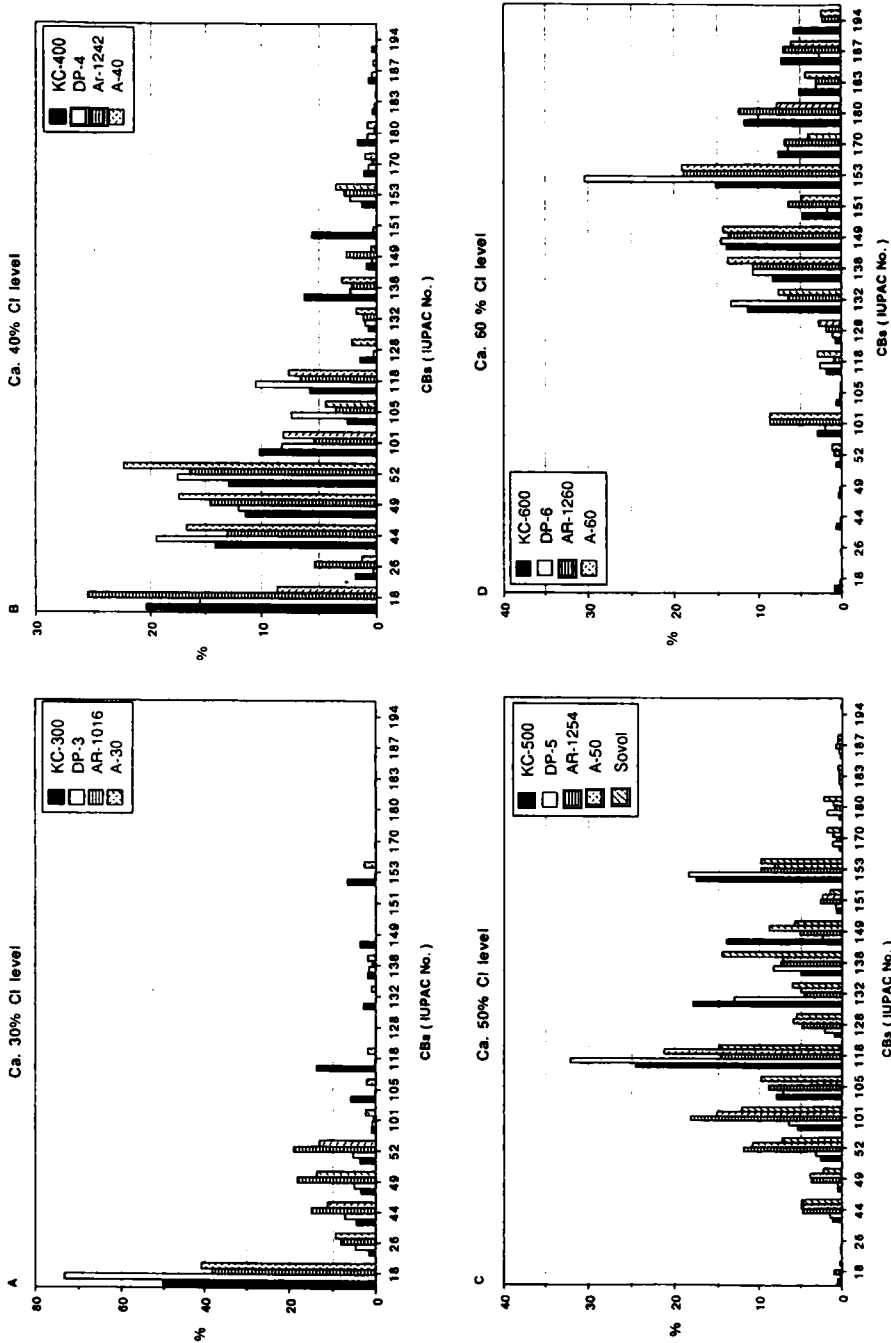 A
Ca. 30% Cl level
KC-300
DP-3
AR-1016
A-30
80
60
40
20
0
%
18 26 44 49 52 101 105 118 128 132 138 149 151 153 170 180 183 187 194
CBs ( IUPAC No. )
B
Ca. 40% Cl level
KC-400
DP-4
Ar-1242
A-40
30
20
10
0
%
18 26 44 49 52 101 105 118 128 132 138 149 151 153 170 180 183 187 194
CBs ( IUPAC No. )
C
Ca. 50% Cl level
KC-500
DP-5
AR-1254
A-50
Sovol
40
30
20
10
0
%
18 26 44 49 52 101 105 118 128 132 138 149 151 153 170 180 183 187 194
CBs ( IUPAC No.)
D
Ca. 60 % Cl level
KC-600
DP-6
AR-1260
A-60
40
30
20
10
0
%
18 26 44 49 52 101 105 118 128 132 138 149 151 153 170 180 183 187 194
CBs ( IUPAC No.)